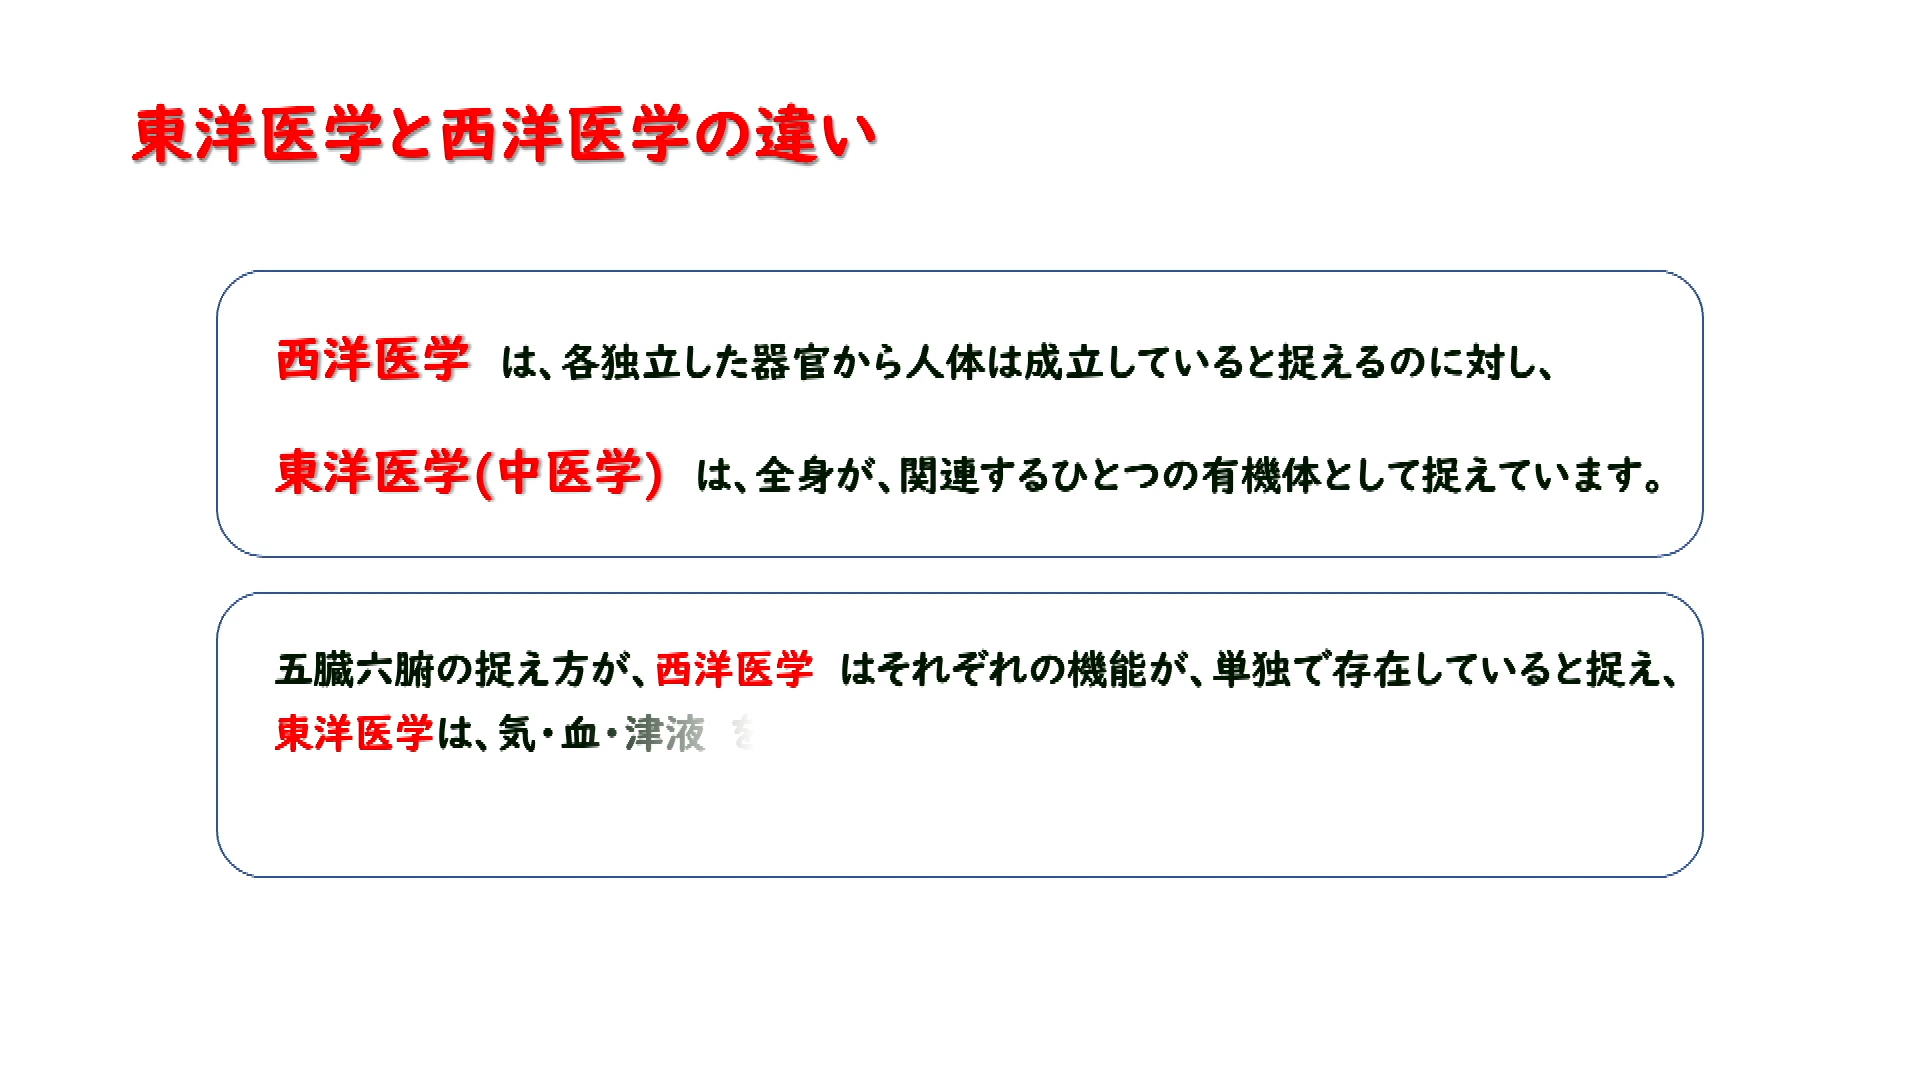 東洋医学と西洋医学の違い
西洋医学 は、各独立した器官から人体は成立していると捉えるのに対し、
東洋医学(中医学) は、全身が、関連するひとつの有機体として捉えています。
五臓六腑の捉え方が、西洋医学 はそれぞれの機能が、単独で存在していると捉え、
東洋医学は、気・血・津液 を